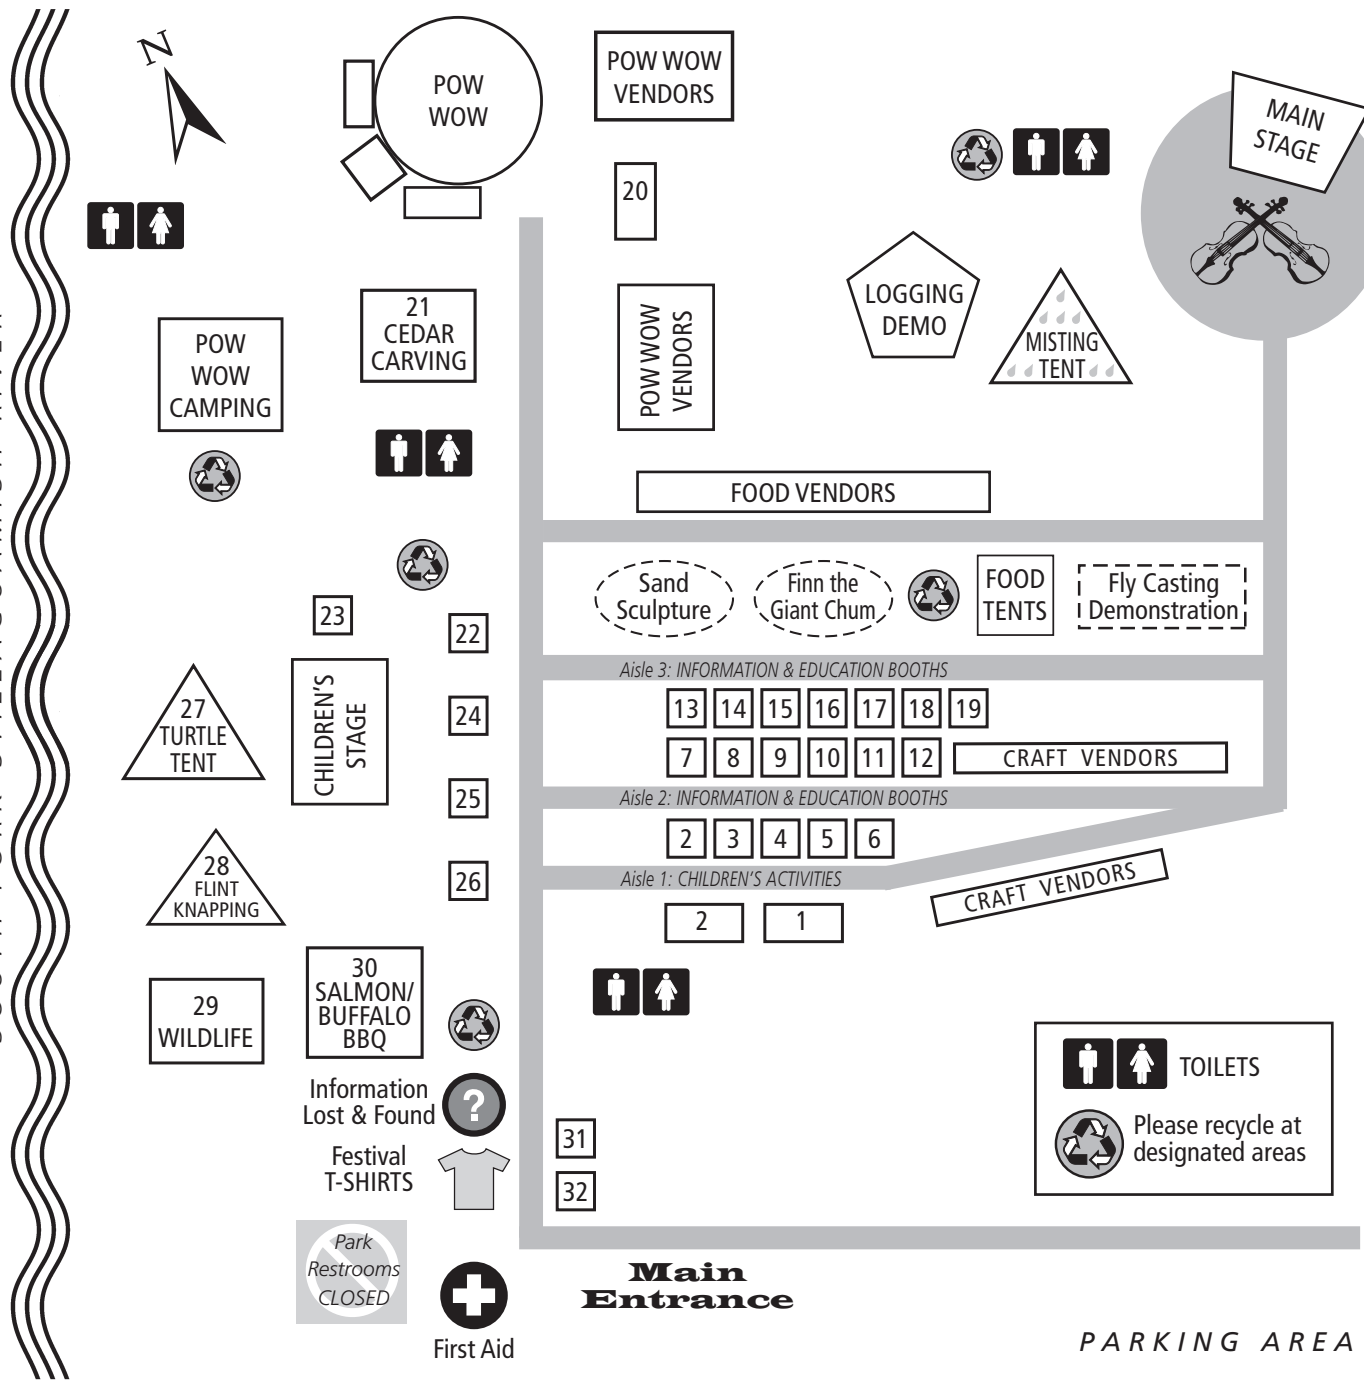 N
POW
WOW
POW WOW
VENDORS
MAIN
STAGE
20
21
CEDAR
CARVING
POW
WOW
CAMPING
POW WOW
VENDORS
LOGGING
DEMO
MISTING
TENT
FOOD VENDORS
Sand
Sculpture
Finn the
Giant Chum
FOOD
TENTS
Fly Casting
Demonstration
23
22
Aisle 3: INFORMATION & EDUCATION BOOTHS
27
TURTLE
TENT
CHILDREN'S
STAGE
24
13 14 15 16 17 18 19
7 8 9 10 11 12
CRAFT VENDORS
25
Aisle 2: INFORMATION & EDUCATION BOOTHS
2 3 4 5 6
28
FLINT
KNAPPING
26
Aisle 1: CHILDREN'S ACTIVITIES
CRAFT VENDORS
2 1
29
WILDLIFE
30
SALMON/
BUFFALO
BBQ
TOILETS
Please recycle at
designated areas
Information
Lost & Found
?
31
Festival
T-SHIRTS
32
Park
Restrooms
CLOSED
Main
Entrance
First Aid
PARKING AREA